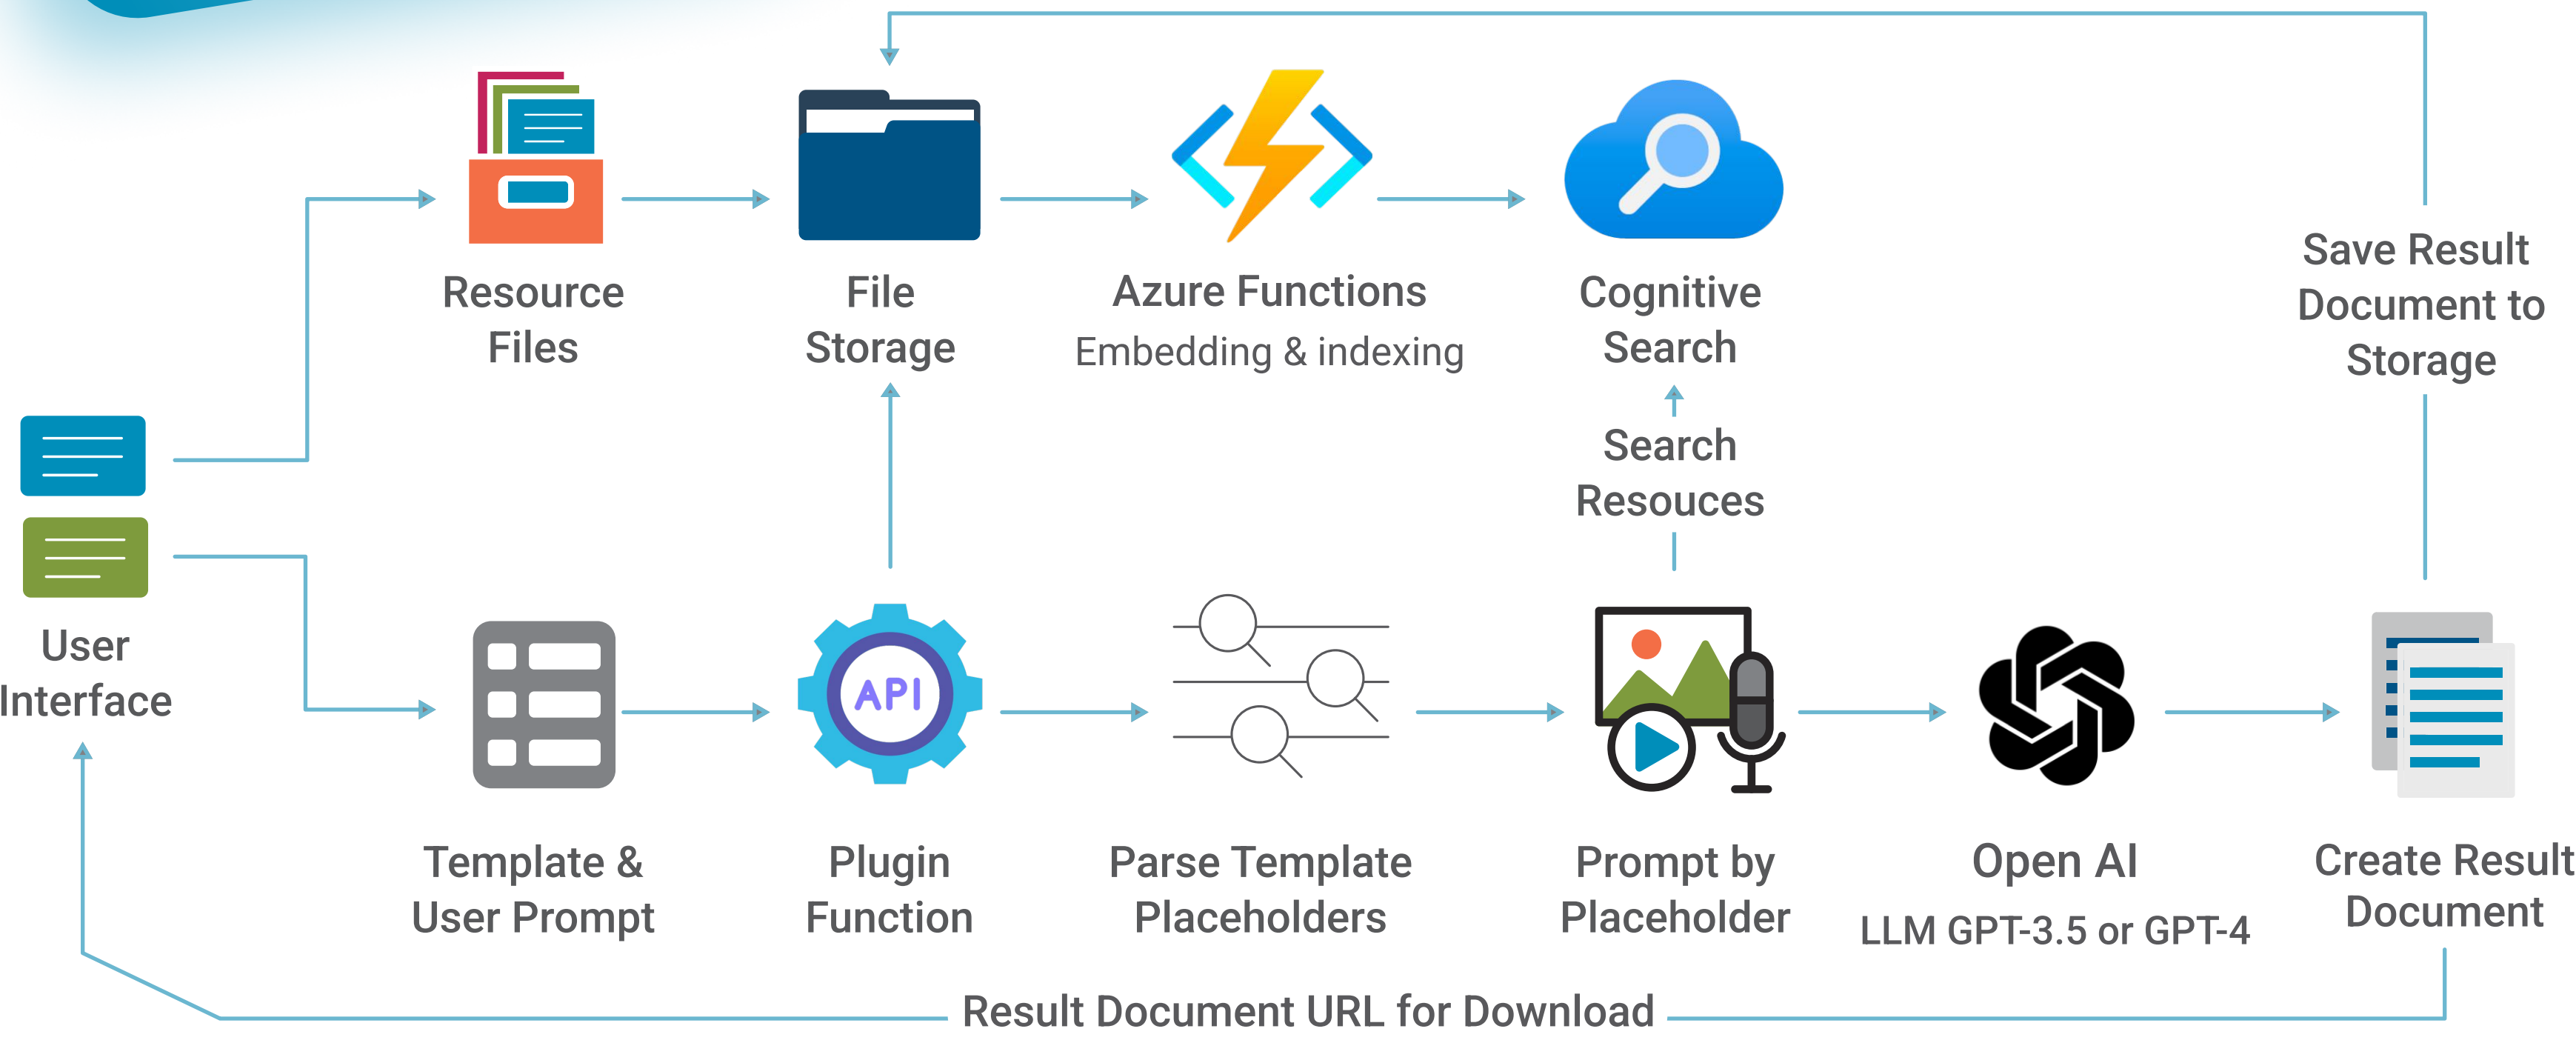 Resource
Files
File
Storage
Azure Functions
Embedding & indexing
Cognitive
Search
Save Result
Document to
Storage
Search
Resouces
User
Interface
API
Template &
User Prompt
Plugin
Function
Parse Template
Placeholders
Prompt by
Placeholder
Open AI
LLM GPT-3.5 or GPT-4
Create Result
Document
Result Document URL for Download